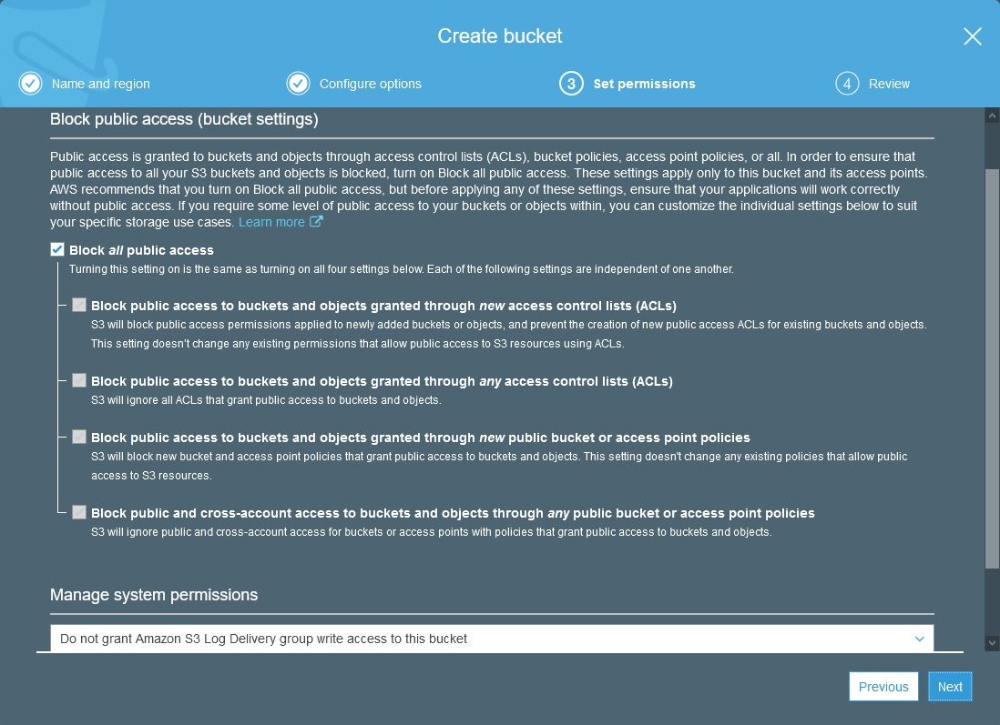 Create bucket
Name and region
Configure options
3 Set permissions
4 Review
Block public access (bucket settings)
Public access is granted to buckets and objects through access control lists (ACLs), bucket policies, access point policies, or all. In order to ensure that
public access to all your S3 buckets and objects is blocked, turn on Block all public access. These settings apply only to this bucket and its access points.
AWS recommends that you turn on Block all public access, but before applying any of these settings, ensure that your applications will work correctly
without public access. If you require some level of public access to your buckets or objects within, you can customize the individual settings below to suit
your specific storage use cases. Learn more
Block all public access
Turning this setting on is the same as turning on all four settings below. Each of the following settings are independent of one another.
Block public access to buckets and objects granted through new access control lists (ACLs)
S3 will block public access permissions applied to newly added buckets or objects, and prevent the creation of new public access ACLs for existing buckets and objects.
This setting doesn't change any existing permissions that allow public access to S3 resources using ACLs.
Block public access to buckets and objects granted through any access control lists (ACLs)
S3 will ignore all ACLs that grant public access to buckets and objects.
Block public access to buckets and objects granted through new public bucket or access point policies
S3 will block new bucket and access point policies that grant public access to buckets and objects. This setting doesn't change any existing policies that allow public
access to S3 resources.
Block public and cross-account access to buckets and objects through any public bucket or access point policies
S3 will ignore public and cross-account access for buckets or access points with policies that grant public access to buckets and objects.
Manage system permissions
Do not grant Amazon S3 Log Delivery group write access to this bucket
Previous
Next